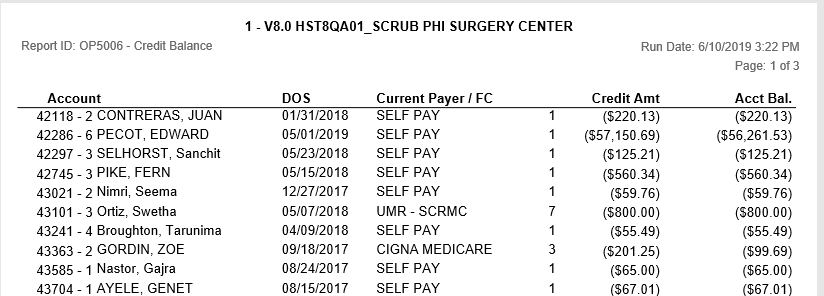 1 - V8.0 HST8QA01_SCRUB PHI SURGERY CENTER
Report ID: OP5006 - Credit Balance Run Date: 6/10/2019 3:22 PM
Page: 1 of 3
Account DOS Current Payer / FC Credit Amt Acct Bal.
42118 - 2 CONTRERAS, JUAN 01/31/2018 SELF PAY 1 ($220.13) ($220.13)
42286 - 6 PECOT, EDWARD 05/01/2019 SELF PAY 1 ($57,150.69) ($56,261.53)
42297 - 3 SELHORST, Sanchit 05/23/2018 SELF PAY 1 ($125.21) ($125.21)
42745 - 3 PIKE, FERN 05/15/2018 SELF PAY 1 ($560.34) ($560.34)
43021 - 2 Nimri, Seema 12/27/2017 SELF PAY 1 ($59.76) ($59.76)
43101 - 3 Ortiz, Swetha 05/07/2018 UMR - SCRMC 7 ($800.00) ($800.00)
43241 - 4 Broughton, Tarunima 04/09/2018 SELF PAY 1 ($55.49) ($55.49)
43363 - 2 GORDIN, ZOE 09/18/2017 CIGNA MEDICARE 3 ($201.25) ($99.69)
43585 - 1 Nastor, Gajra 08/24/2017 SELF PAY 1 ($65.00) ($65.00)
43704 - 1 AYELE, GENET 08/15/2017 SELF PAY 1 ($67.01) ($67.01)